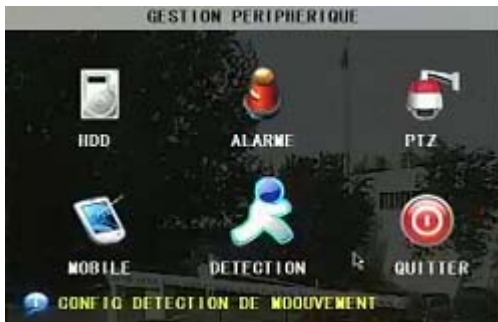 GESTION PERIPHERIQUE
HDD ALARME PTZ
MOBILE DETECTION QUITTER
CONFIG DETECTION DE MOOUVEMENT